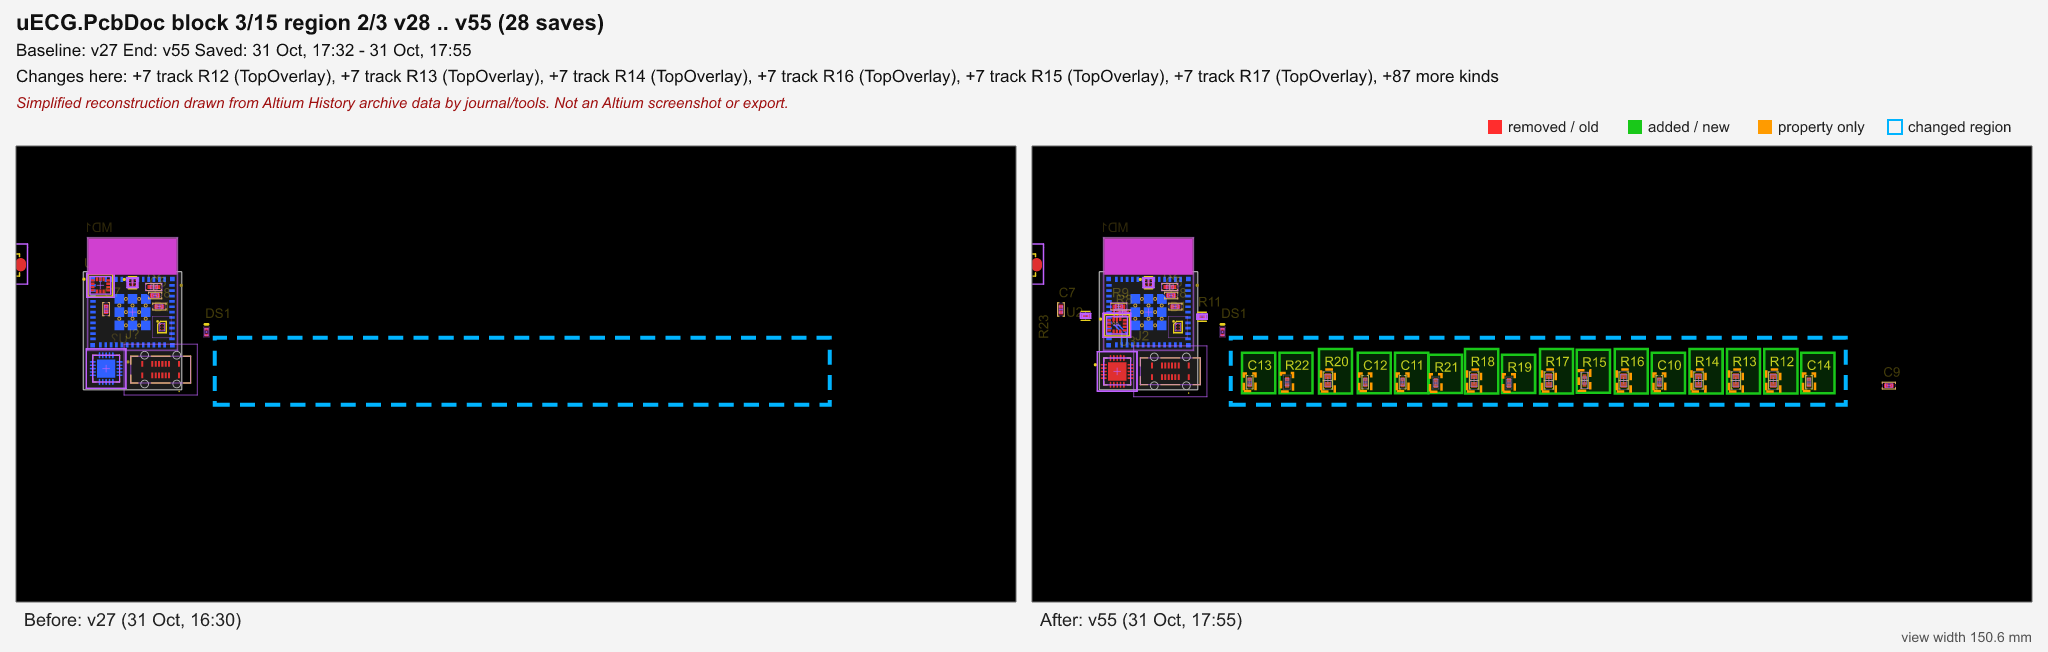 uECG.PcbDoc block 3/15 region 2/3 v28 .. v55 (28 saves)
Baseline: v27 End: v55 Saved: 31 Oct, 17:32 - 31 Oct, 17:55
Changes here: +7 track R12 (TopOverlay), +7 track R13 (TopOverlay), +7 track R14 (TopOverlay), +7 track R16 (TopOverlay), +7 track R15 (TopOverlay), +7 track R17 (TopOverlay), +87 more kinds
Simplified reconstruction drawn from Altium History archive data by journal/tools. Not an Altium screenshot or export.
removed / old
added / new
property only
changed region
MD1
DS1
MD1
C7
U2
R23
R9
J2
R11
DS1
C13
R22
R20
C12
C11
R21
R18
R19
R17
R15
R16
C10
R14
R13
R12
C14
C9
Before: v27 (31 Oct, 16:30)
After: v55 (31 Oct, 17:55)
view width 150.6 mm